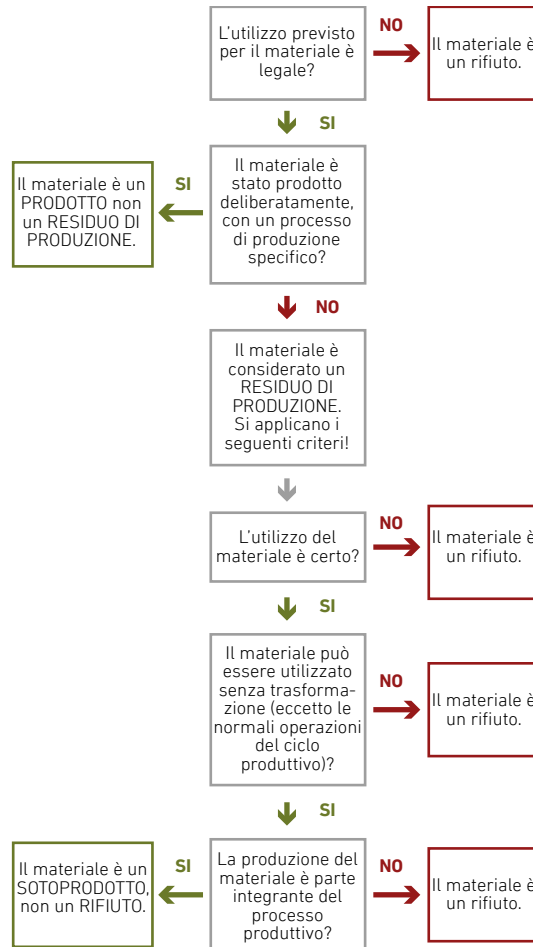 L'utilizzo previsto
per il materiale è
legale?
NO
Il materiale è
un rifiuto.
SI
Il materiale è
stato prodotto
deliberatamente,
con un processo
di produzione
specifico?
SI
Il materiale è un
PRODOTTO non
un RESIDUO DI
PRODUZIONE.
NO
Il materiale è
considerato un
RESIDUO DI
PRODUZIONE.
Si applicano i
seguenti criteri!
L'utilizzo del
materiale è certo?
NO
Il materiale è
un rifiuto.
SI
Il materiale può
essere utilizzato
senza trasforma-
zione (eccetto le
normali operazioni
del ciclo
produttivo)?
NO
Il materiale è
un rifiuto.
SI
La produzione del
materiale è parte
integrante del
processo
produttivo?
SI
Il materiale è un
SOTOPRODOTTO,
non un RIFIUTO.
NO
Il materiale è
un rifiuto.